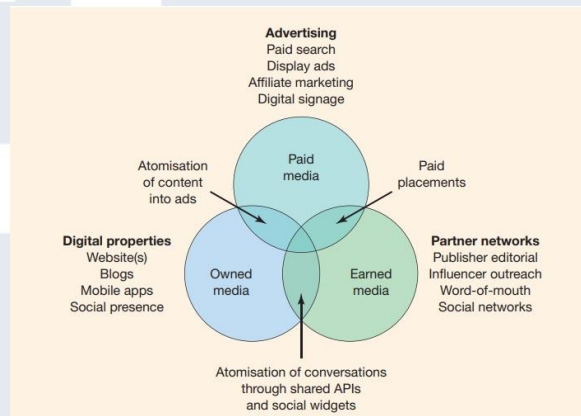 Advertising
Paid search
Display ads
Affiliate marketing
Digital signage
Paid
media
Atomisation
of content
into ads
Paid
placements
Digital properties
Website(s)
Blogs
Mobile apps
Social presence
Owned
media
Earned
media
Partner networks
Publisher editorial
Influencer outreach
Word-of-mouth
Social networks
Atomisation of conversations
through shared APIs
and social widgets